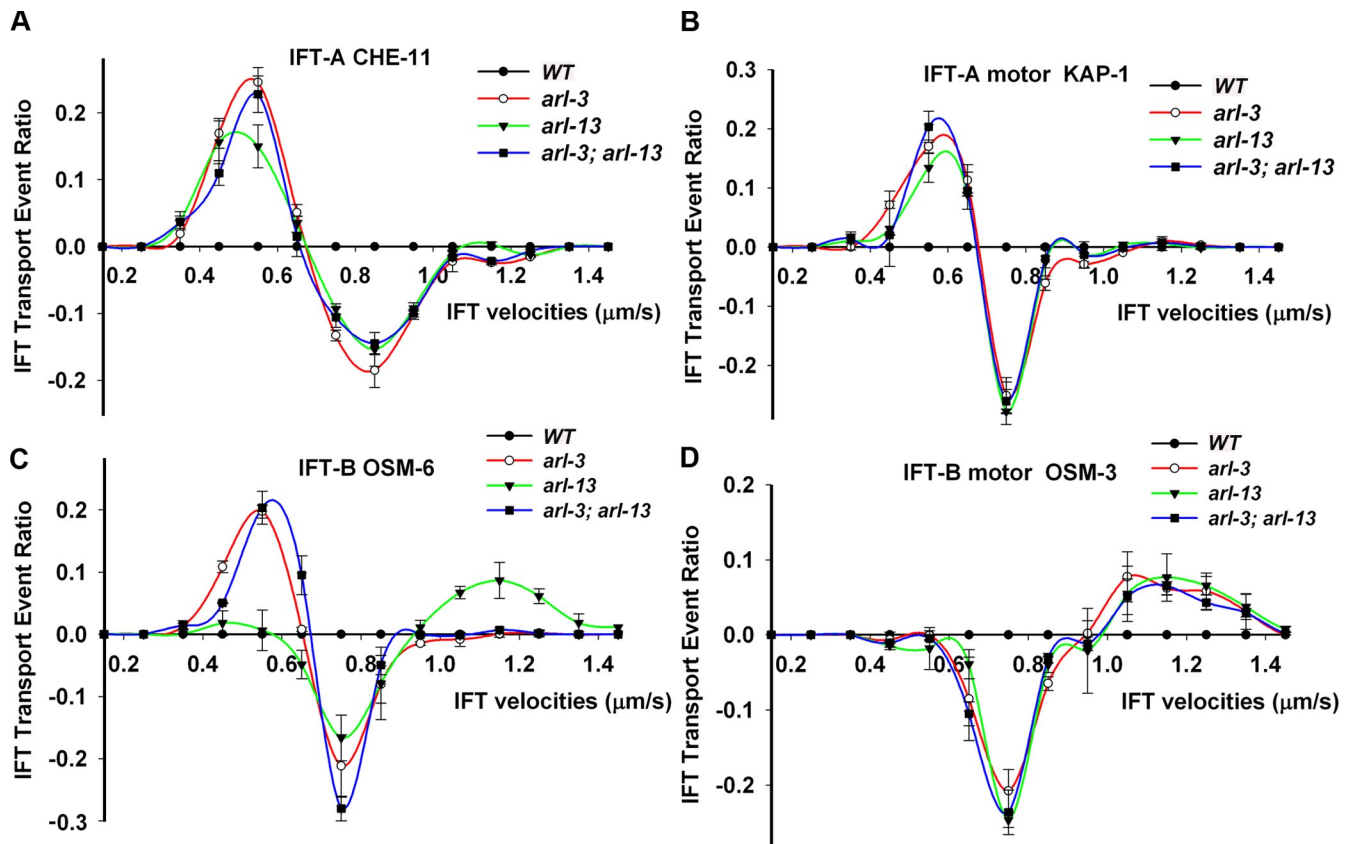 A
IFT-A CHE-11
WT
arl-3
arl-13
arl-3; arl-13
IFT Transport Event Ratio
0.2
0.1
0.0
-0.1
-0.2
0.2 0.4 0.6 0.8 1.0 1.2 1.4
IFT velocities (μm/s)
B
IFT-A motor KAP-1
WT
arl-3
arl-13
arl-3; arl-13
IFT Transport Event Ratio
0.3
0.2
0.1
0.0
-0.1
-0.2
0.2 0.4 0.6 0.8 1.0 1.2 1.4
IFT velocities (μm/s)
C
IFT-B OSM-6
WT
arl-3
arl-13
arl-3; arl-13
IFT Transport Event Ratio
0.2
0.1
0.0
-0.1
-0.2
-0.3
0.2 0.4 0.6 0.8 1.0 1.2 1.4
IFT velocities (μm/s)
D
IFT-B motor OSM-3
WT
arl-3
arl-13
arl-3; arl-13
IFT Transport Event Ratio
0.2
0.1
0.0
-0.1
-0.2
0.2 0.4 0.6 0.8 1.0 1.2 1.4
IFT velocities (μm/s)